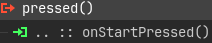 pressed()
.. :: onStartPressed()